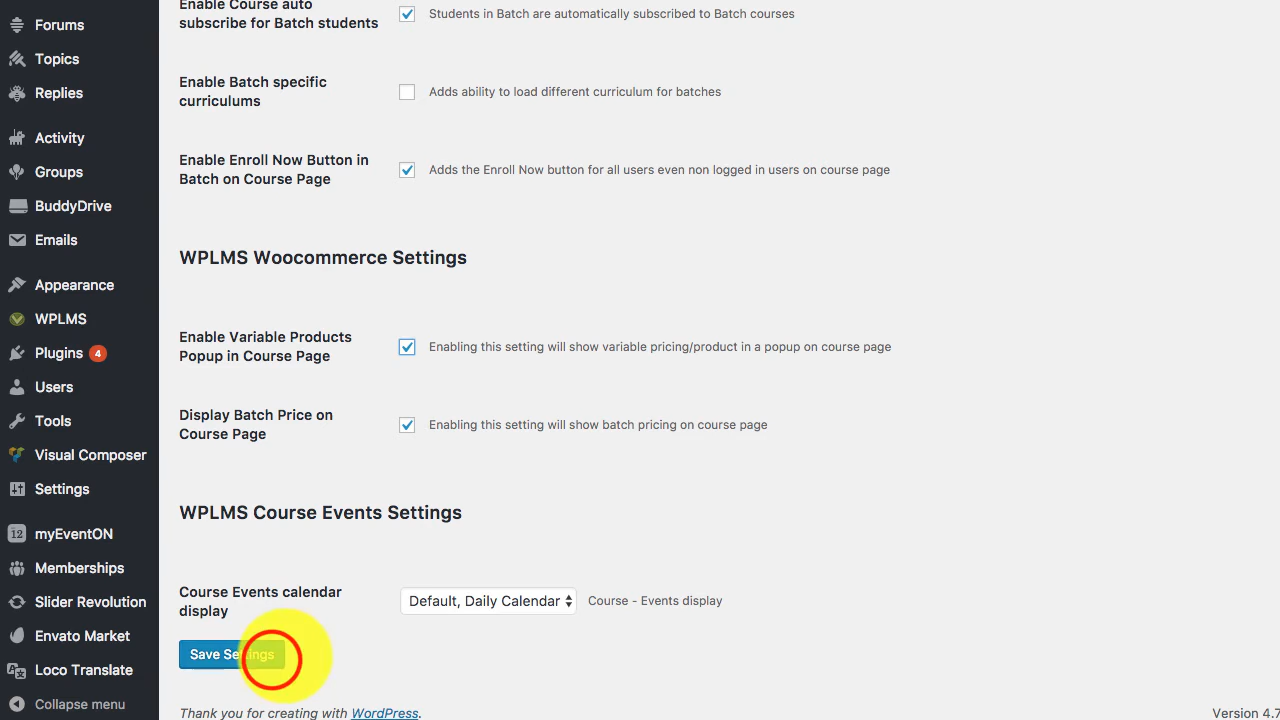 Forums
Topics
Replies
Activity
Groups
BuddyDrive
Emails
Appearance
WPLMS
Plugins 4
Users
Tools
Visual Composer
Settings
12 myEventON
Memberships
Slider Revolution
Envato Market
Loco Translate
Collapse menu
Enable Course auto
subscribe for Batch students
Students in Batch are automatically subscribed to Batch courses
Enable Batch specific
curriculums
Adds ability to load different curriculum for batches
Enable Enroll Now Button in
Batch on Course Page
Adds the Enroll Now button for all users even non logged in users on course page
WPLMS Woocommerce Settings
Enable Variable Products
Popup in Course Page
Enabling this setting will show variable pricing/product in a popup on course page
Display Batch Price on
Course Page
Enabling this setting will show batch pricing on course page
WPLMS Course Events Settings
Course Events calendar
display
Default, Daily Calendar
Course - Events display
Save Settings
Thank you for creating with WordPress.
Version 4.7